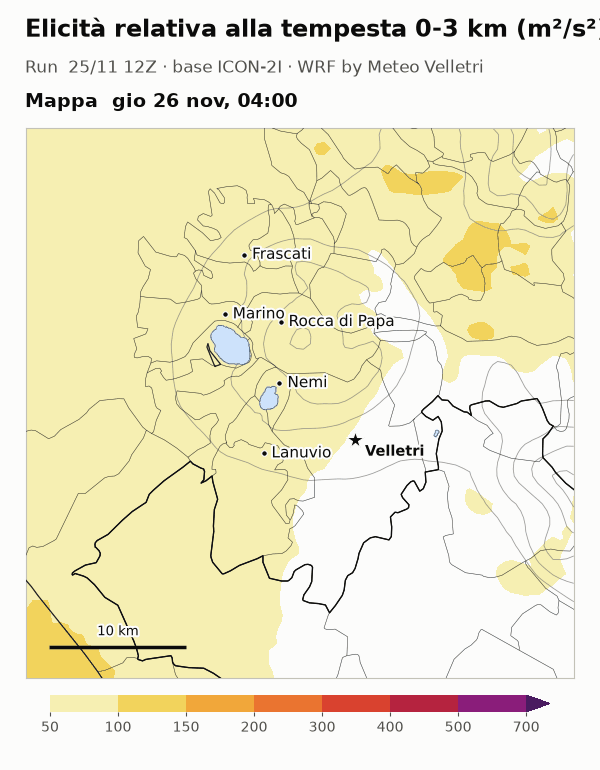 Elicità relativa alla tempesta 0-3 km (m²/s²)
Run  25/11 12Z · base ICON-2I · WRF by Meteo Velletri
Mappa  gio 26 nov, 04:00
Frascati
Marino
Rocca di Papa
Nemi
Velletri
Lanuvio
10 km
50 100 150 200 300 400 500 700